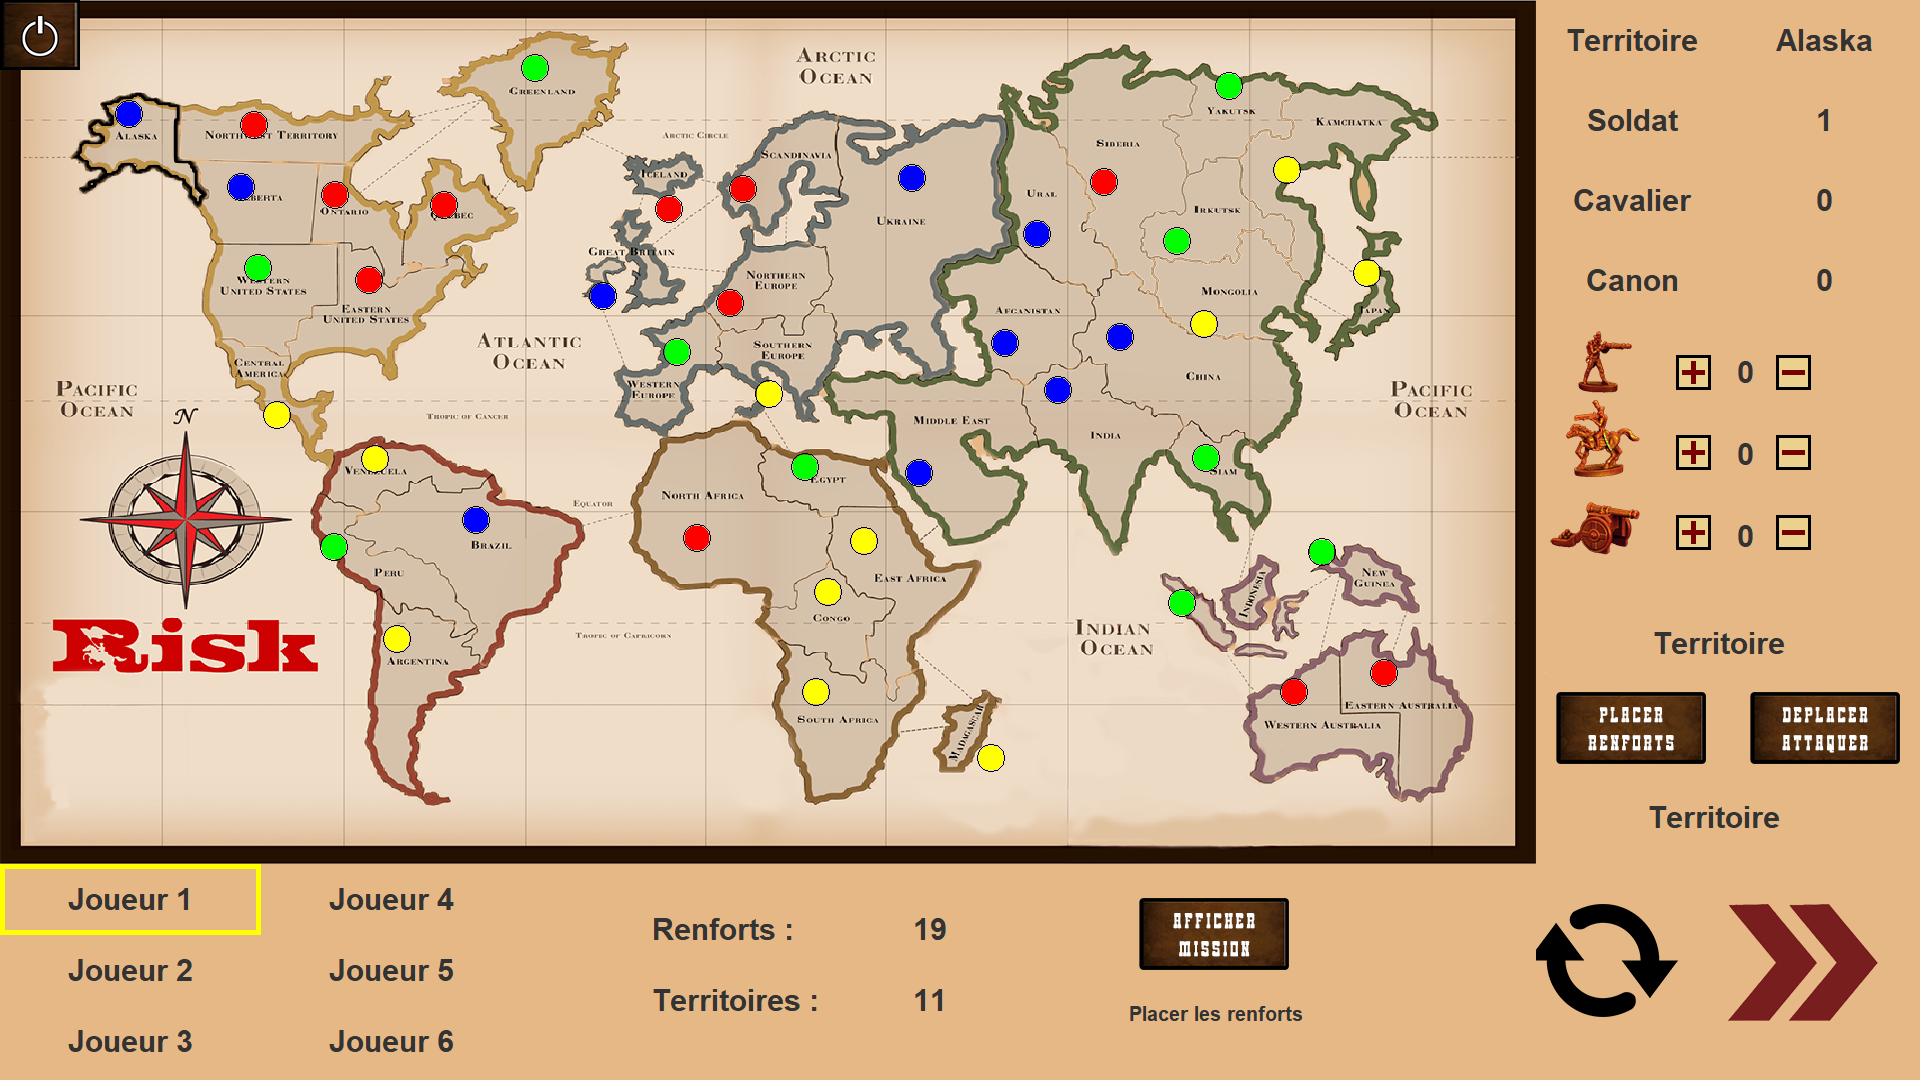 Territoire Alaska
Soldat 1
Cavalier 0
Canon 0
0
0
0
Territoire
PLACER
RENFORTS
DEPLACER
ATTAQUER
Territoire
ARCTIC
OCEAN
GREENLAND
ALASKA
NORTHWEST TERRITORY
ARCTIC CIRCLE
YAKUTSK
KAMCHATKA
SIBERIA
SCANDINAVIA
ICELAND
ALBERTA
ONTARIO
QUEBEC
UKRAINE
URAL
IRKUTSK
GREAT BRITAIN
WESTERN
UNITED STATES
EASTERN
UNITED STATES
NORTHERN
EUROPE
MONGOLIA
JAPAN
AFGANISTAN
ATLANTIC
OCEAN
SOUTHERN
EUROPE
CENTRAL
AMERICA
WESTERN
EUROPE
CHINA
PACIFIC
OCEAN
PACIFIC
OCEAN
N
TROPIC OF CANCER
MIDDLE EAST
INDIA
SIAM
VENEZUELA
EGYPT
NORTH AFRICA
EQUATOR
BRAZIL
PERU
EAST AFRICA
CONGO
INDONESIA
NEW
GUINEA
Risk
TROPIC OF CAPRICORN
INDIAN
OCEAN
ARGENTINA
SOUTH AFRICA
MADAGASCAR
WESTERN AUSTRALIA
EASTERN AUSTRALIA
Joueur 1
Joueur 2
Joueur 3
Joueur 4
Joueur 5
Joueur 6
Renforts : 19
Territoires : 11
AFFICHER
MISSION
Placer les renforts